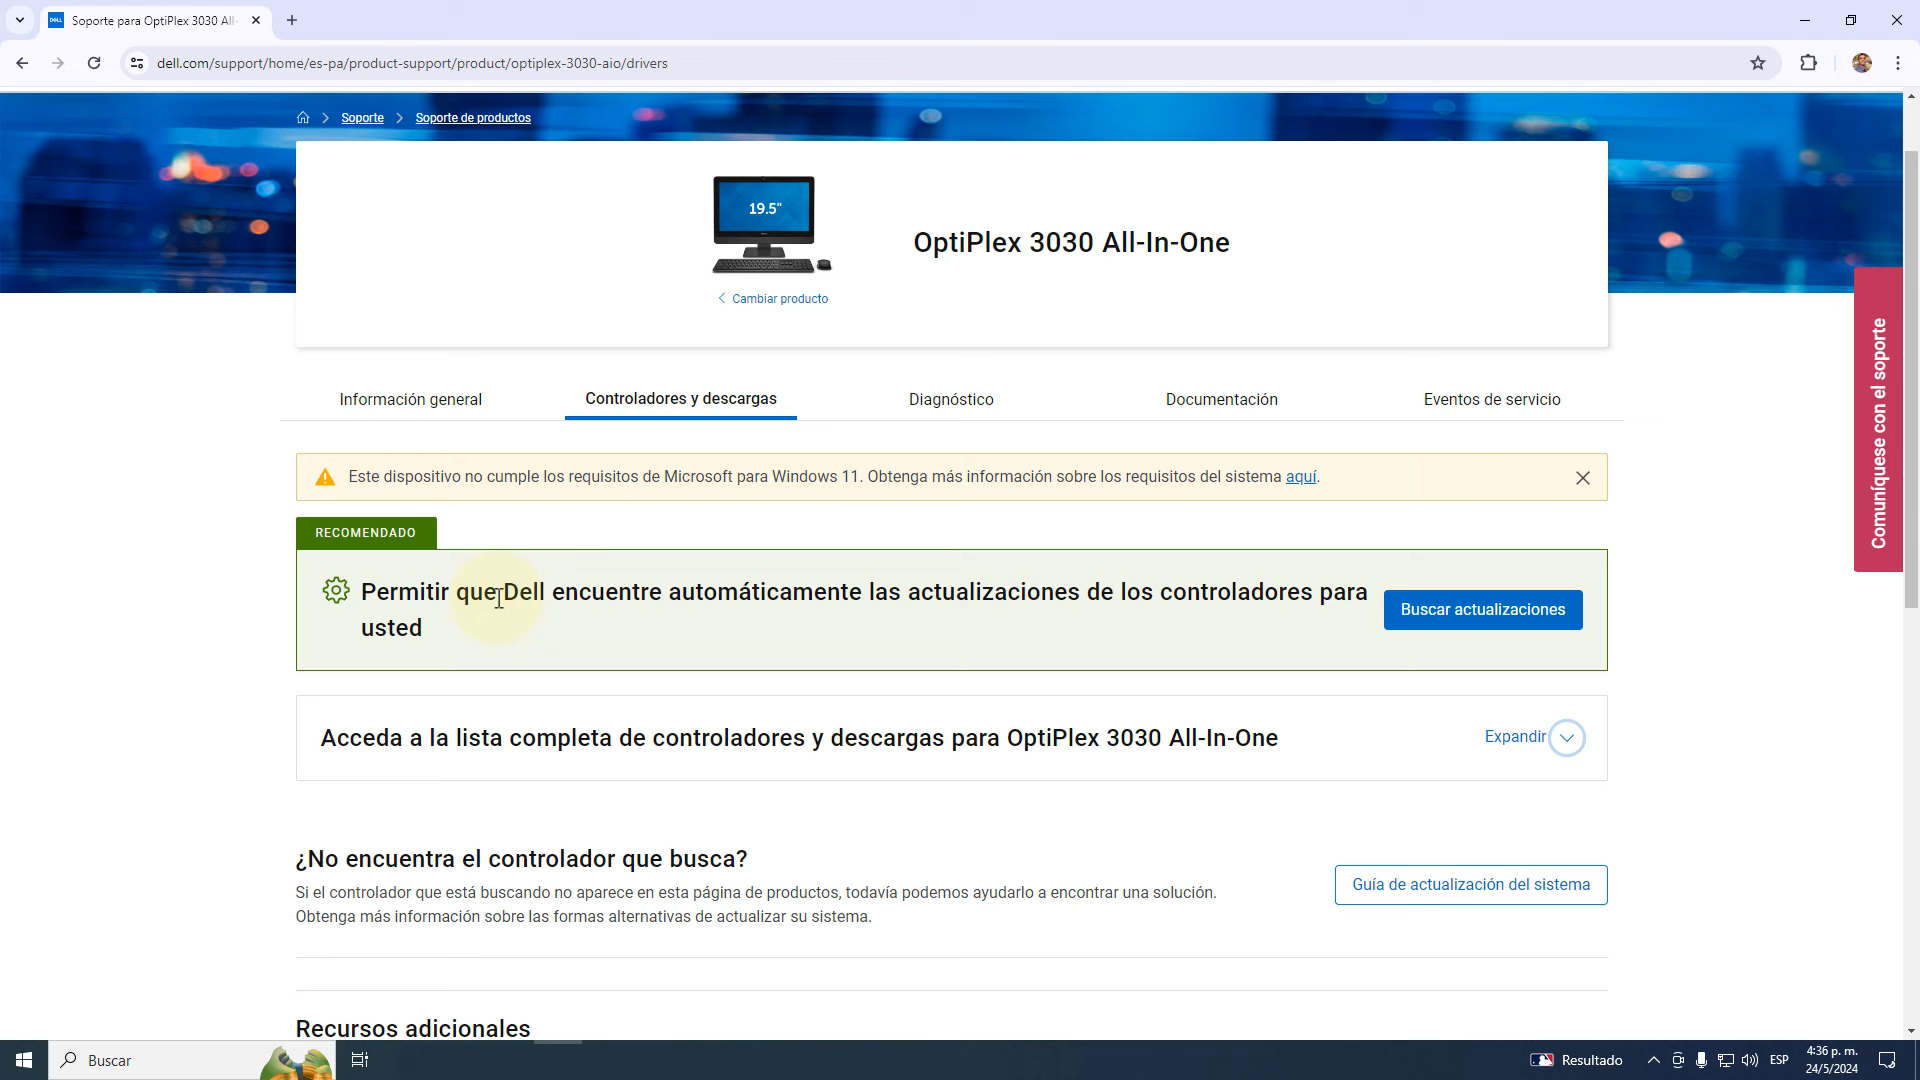 Soporte para OptiPlex 3030 All-
dell.com/support/home/es-pa/product-support/product/optiplex-3030-aio/drivers
Soporte
Soporte de productos
19.5"
OptiPlex 3030 All-In-One
Cambiar producto
Información general
Controladores y descargas
Diagnóstico
Documentación
Eventos de servicio
Comuníquese con el soporte
Este dispositivo no cumple los requisitos de Microsoft para Windows 11. Obtenga más información sobre los requisitos del sistema aquí.
RECOMENDADO
Permitir que Dell encuentre automáticamente las actualizaciones de los controladores para
usted
Buscar actualizaciones
Acceda a la lista completa de controladores y descargas para OptiPlex 3030 All-In-One
Expandir
¿No encuentra el controlador que busca?
Si el controlador que está buscando no aparece en esta página de productos, todavía podemos ayudarlo a encontrar una solución.
Obtenga más información sobre las formas alternativas de actualizar su sistema.
Guía de actualización del sistema
Recursos adicionales
Buscar
Resultado
ESP
4:36 p. m.
24/5/2024